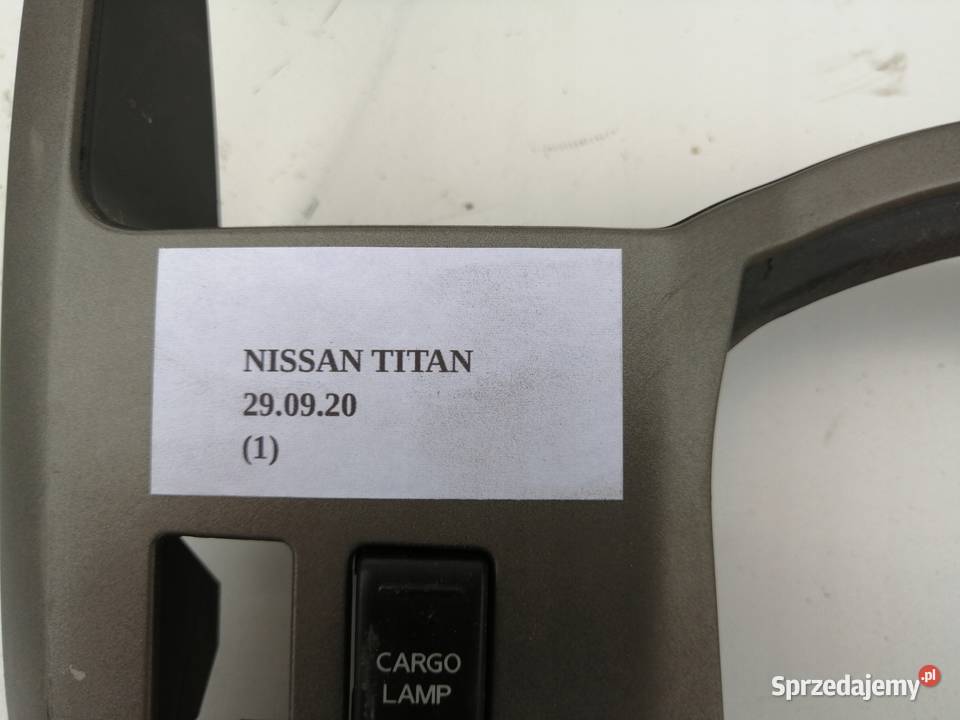 NISSAN TITAN
29.09.20
(1)
CARGO
LAMP
Sprzedajemy.pl